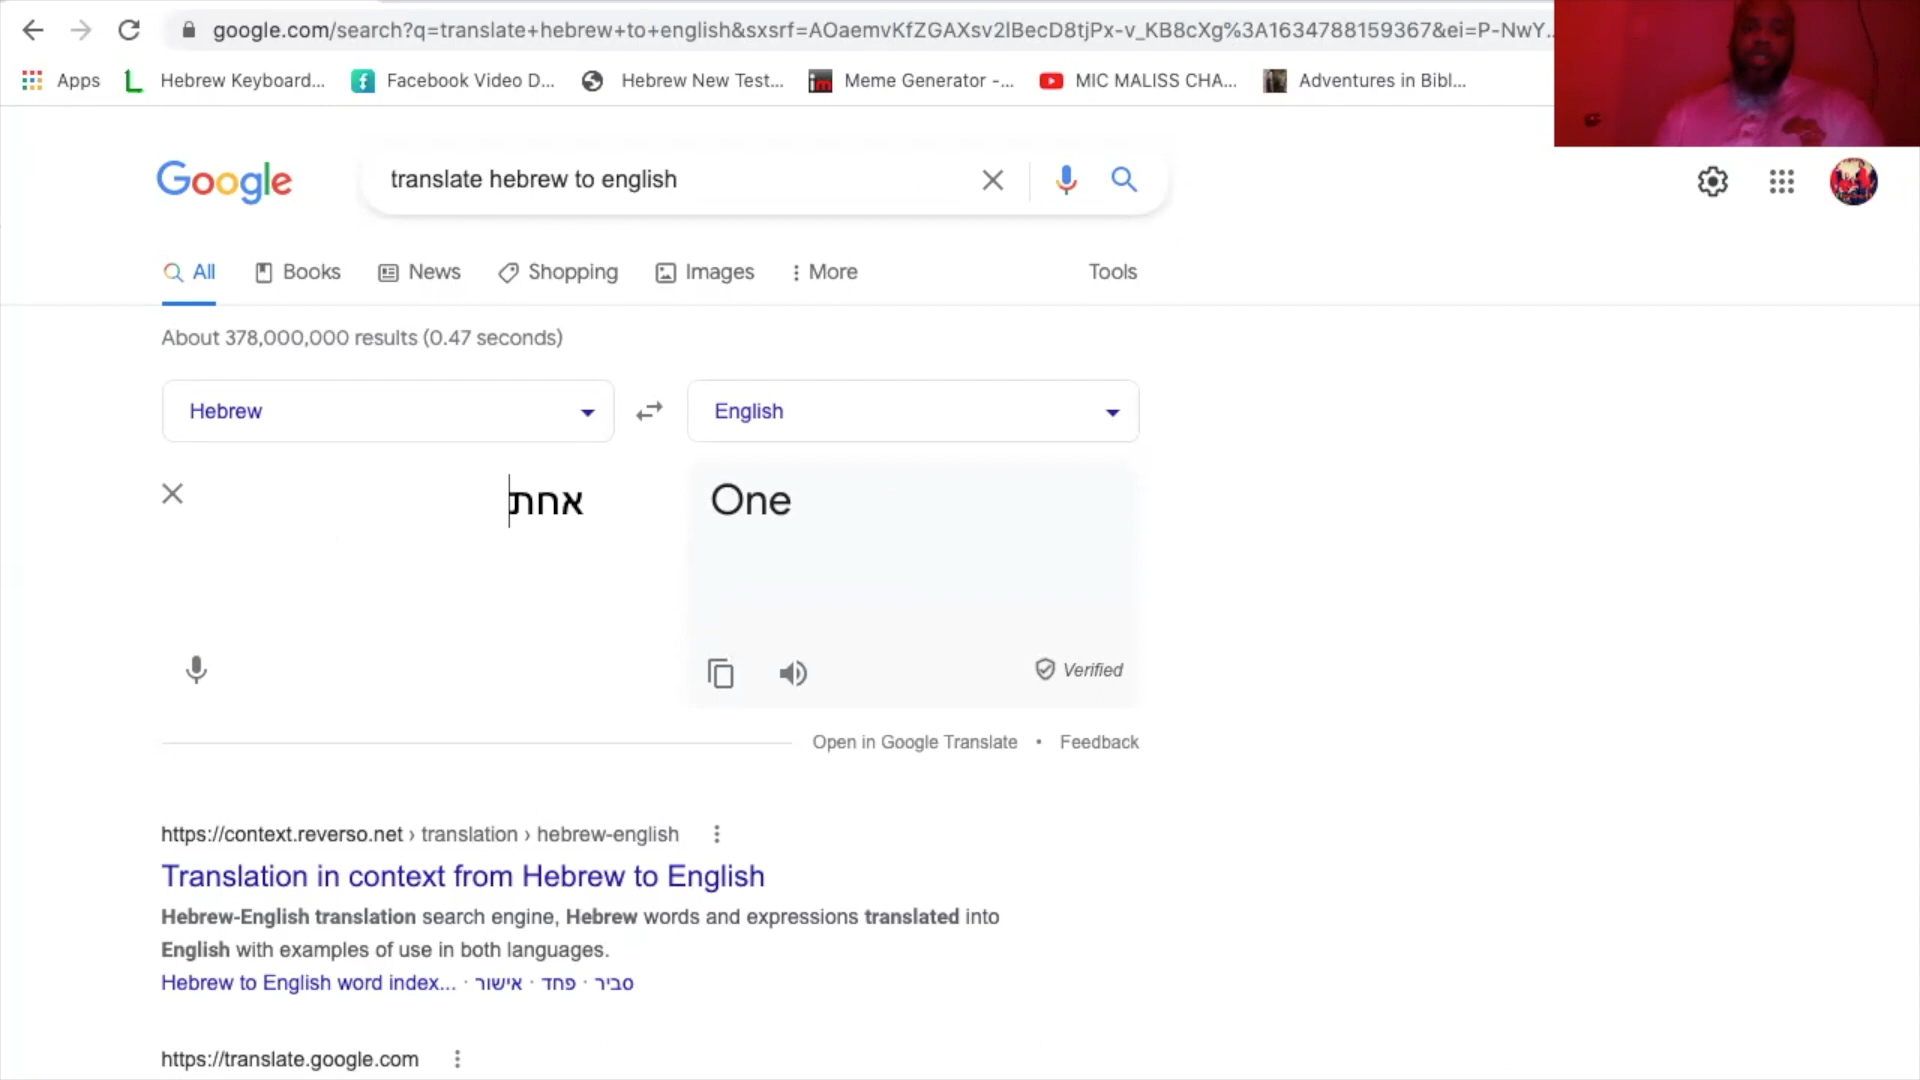 google.com/search?q=translate+hebrew+to+english&sxsrf=AOaemvKfZGAXsv2lBecD8tjPx-v_KB8cXg%3A1634788159367&ei=P-NwY...
Apps Hebrew Keyboard... Facebook Video D... Hebrew New Test... Meme Generator -... MIC MALISS CHA... Adventures in Bibl...
Google translate hebrew to english
All Books News Shopping Images More Tools
About 378,000,000 results (0.47 seconds)
Hebrew English
אחת One
Verified
Open in Google Translate • Feedback
https://context.reverso.net › translation › hebrew-english
Translation in context from Hebrew to English
Hebrew-English translation search engine, Hebrew words and expressions translated into
English with examples of use in both languages.
Hebrew to English word index... · אישור · פחד · סביר
https://translate.google.com